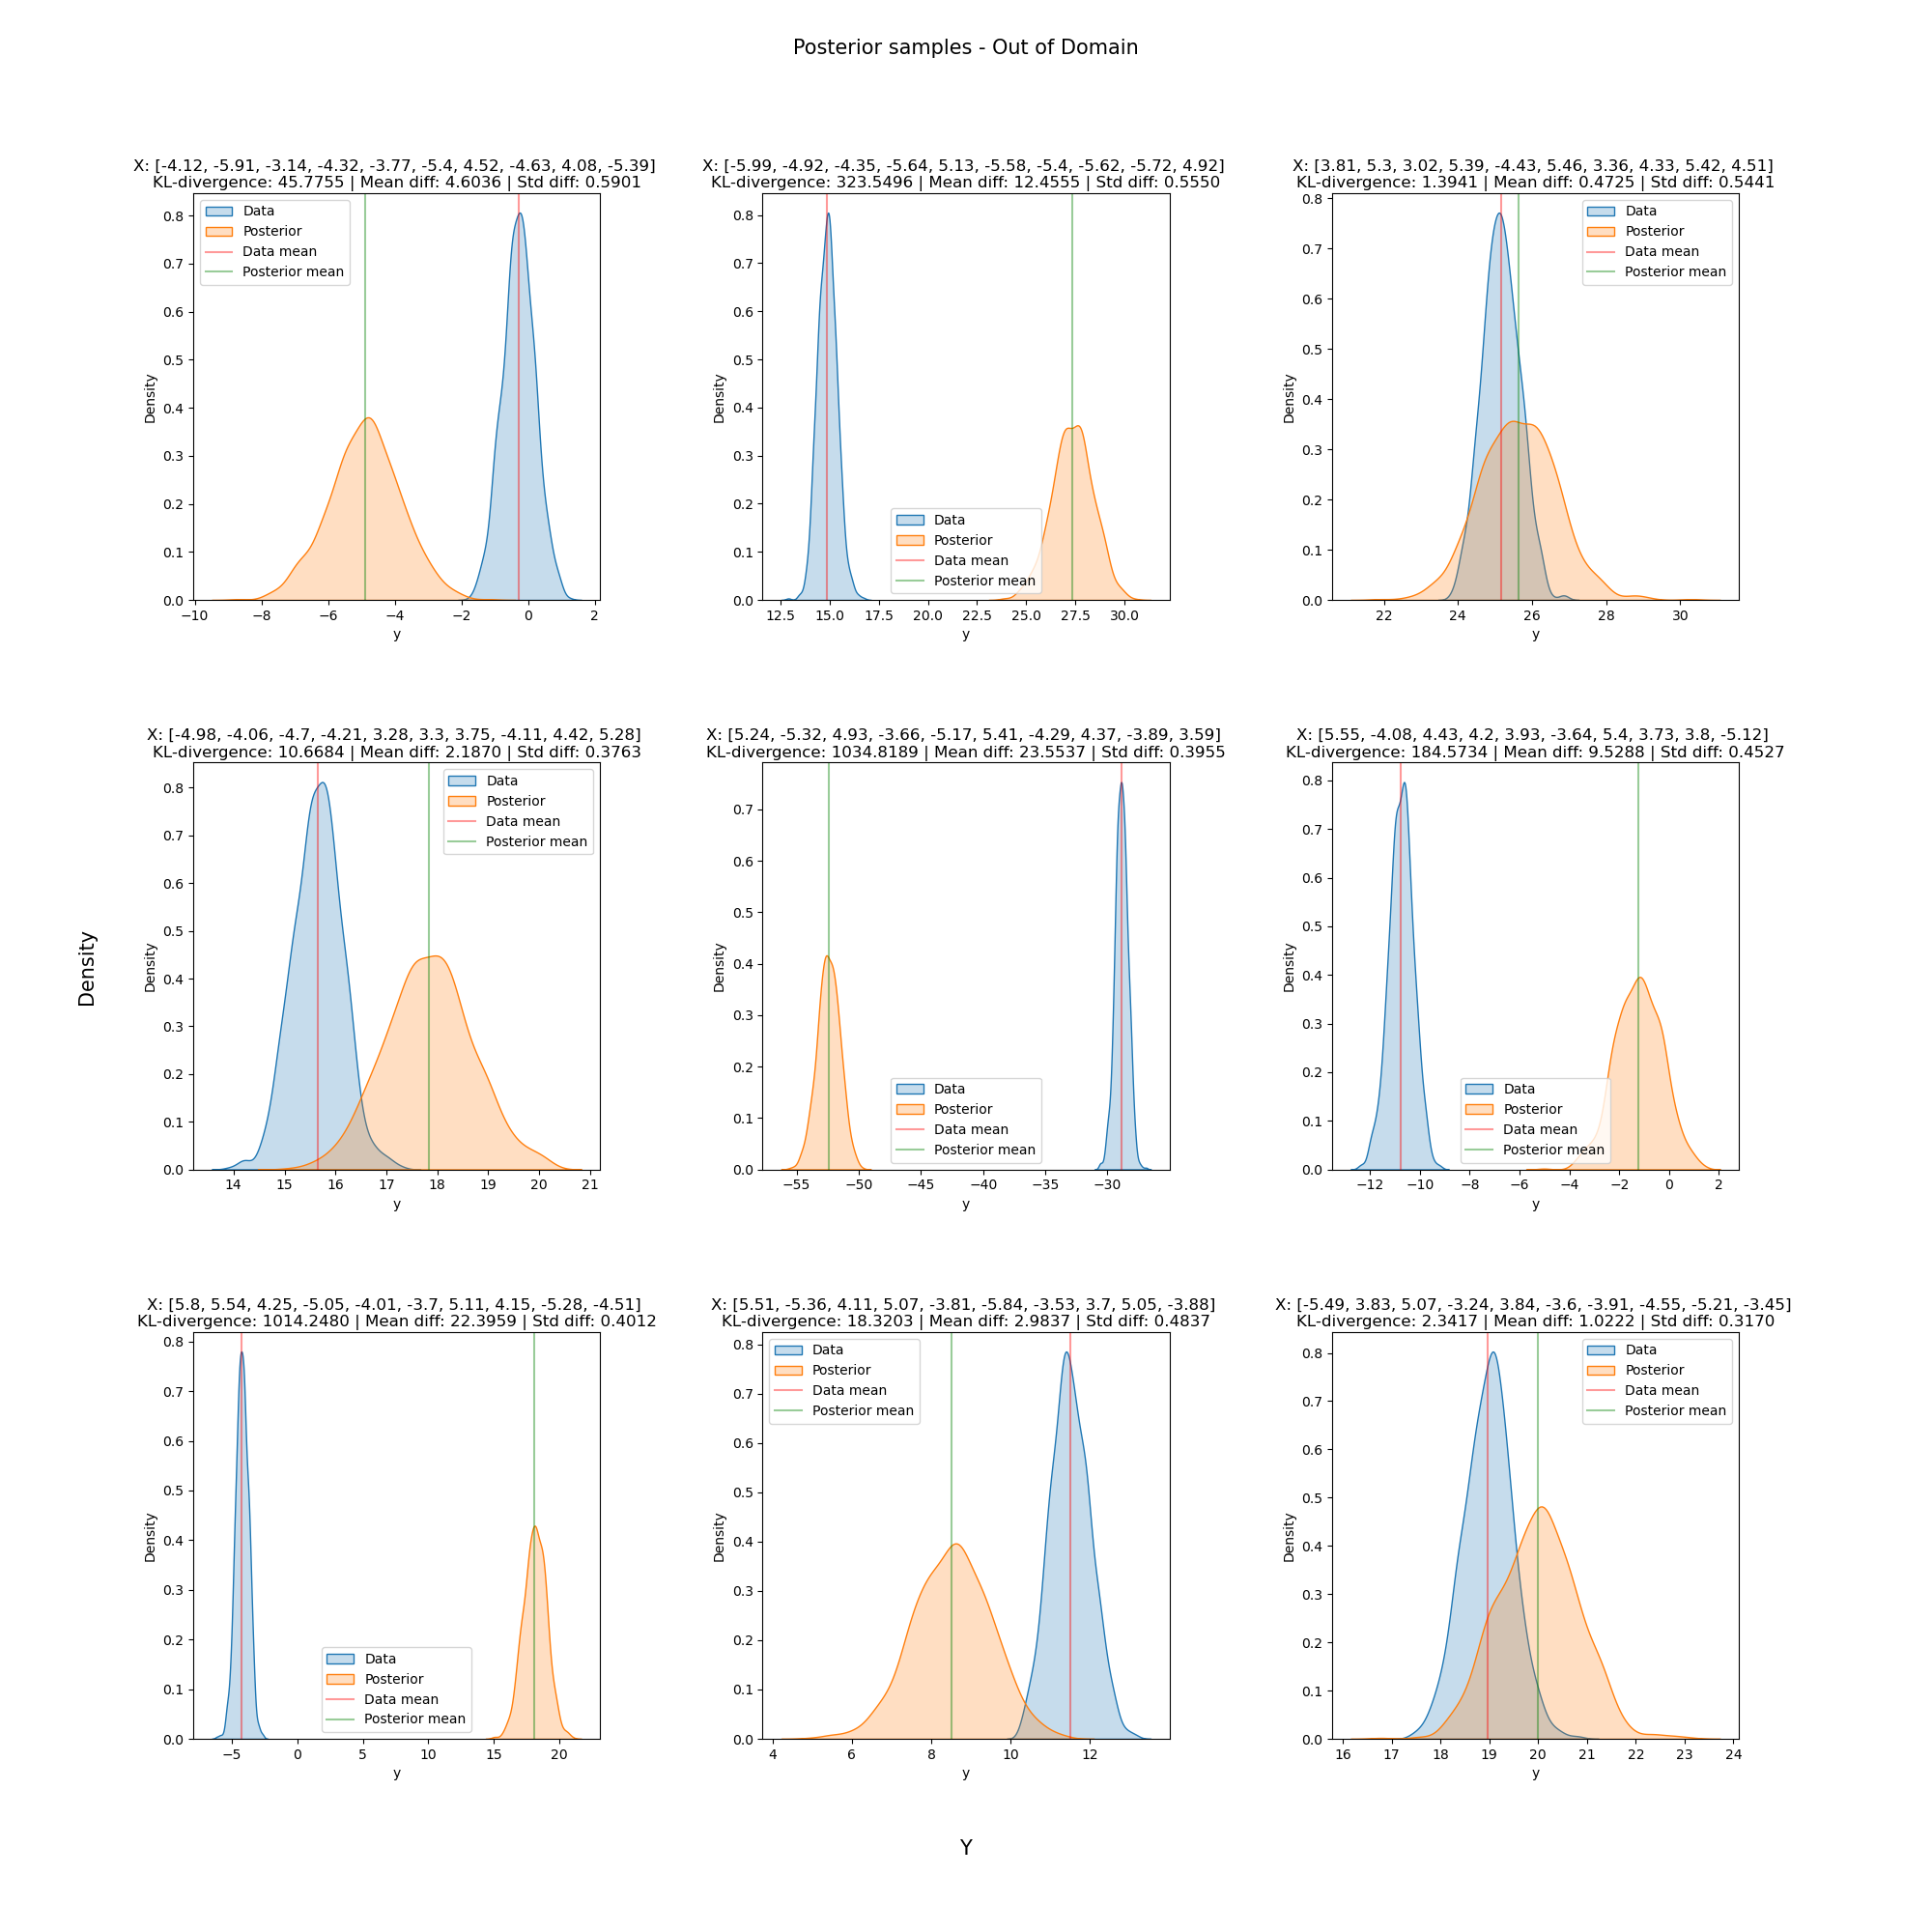 Posterior samples - Out of Domain
X: [-4.12, -5.91, -3.14, -4.32, -3.77, -5.4, 4.52, -4.63, 4.08, -5.39]
KL-divergence: 45.7755 | Mean diff: 4.6036 | Std diff: 0.5901
Data
Posterior
Data mean
Posterior mean
0.8
0.7
0.6
0.5
0.4
0.3
0.2
0.1
0.0
Density
−10 −8 −6 −4 −2 0 2
y
X: [-5.99, -4.92, -4.35, -5.64, 5.13, -5.58, -5.4, -5.62, -5.72, 4.92]
KL-divergence: 323.5496 | Mean diff: 12.4555 | Std diff: 0.5550
0.8
0.7
0.6
0.5
0.4
0.3
0.2
0.1
0.0
Density
Data
Posterior
Data mean
Posterior mean
12.5 15.0 17.5 20.0 22.5 25.0 27.5 30.0
y
X: [3.81, 5.3, 3.02, 5.39, -4.43, 5.46, 3.36, 4.33, 5.42, 4.51]
KL-divergence: 1.3941 | Mean diff: 0.4725 | Std diff: 0.5441
Data
Posterior
Data mean
Posterior mean
0.8
0.7
0.6
0.5
0.4
0.3
0.2
0.1
0.0
Density
22 24 26 28 30
y
Density
X: [-4.98, -4.06, -4.7, -4.21, 3.28, 3.3, 3.75, -4.11, 4.42, 5.28]
KL-divergence: 10.6684 | Mean diff: 2.1870 | Std diff: 0.3763
Data
Posterior
Data mean
Posterior mean
0.8
0.7
0.6
0.5
0.4
0.3
0.2
0.1
0.0
Density
14 15 16 17 18 19 20 21
y
X: [5.24, -5.32, 4.93, -3.66, -5.17, 5.41, -4.29, 4.37, -3.89, 3.59]
KL-divergence: 1034.8189 | Mean diff: 23.5537 | Std diff: 0.3955
0.7
0.6
0.5
0.4
0.3
0.2
0.1
0.0
Density
Data
Posterior
Data mean
Posterior mean
−55 −50 −45 −40 −35 −30
y
X: [5.55, -4.08, 4.43, 4.2, 3.93, -3.64, 5.4, 3.73, 3.8, -5.12]
KL-divergence: 184.5734 | Mean diff: 9.5288 | Std diff: 0.4527
0.8
0.7
0.6
0.5
0.4
0.3
0.2
0.1
0.0
Density
Data
Posterior
Data mean
Posterior mean
−12 −10 −8 −6 −4 −2 0 2
y
X: [5.8, 5.54, 4.25, -5.05, -4.01, -3.7, 5.11, 4.15, -5.28, -4.51]
KL-divergence: 1014.2480 | Mean diff: 22.3959 | Std diff: 0.4012
0.8
0.7
0.6
0.5
0.4
0.3
0.2
0.1
0.0
Density
Data
Posterior
Data mean
Posterior mean
−5 0 5 10 15 20
y
X: [5.51, -5.36, 4.11, 5.07, -3.81, -5.84, -3.53, 3.7, 5.05, -3.88]
KL-divergence: 18.3203 | Mean diff: 2.9837 | Std diff: 0.4837
Data
Posterior
Data mean
Posterior mean
0.8
0.7
0.6
0.5
0.4
0.3
0.2
0.1
0.0
Density
4 6 8 10 12
y
X: [-5.49, 3.83, 5.07, -3.24, 3.84, -3.6, -3.91, -4.55, -5.21, -3.45]
KL-divergence: 2.3417 | Mean diff: 1.0222 | Std diff: 0.3170
Data
Posterior
Data mean
Posterior mean
0.8
0.7
0.6
0.5
0.4
0.3
0.2
0.1
0.0
Density
16 17 18 19 20 21 22 23 24
y
Y